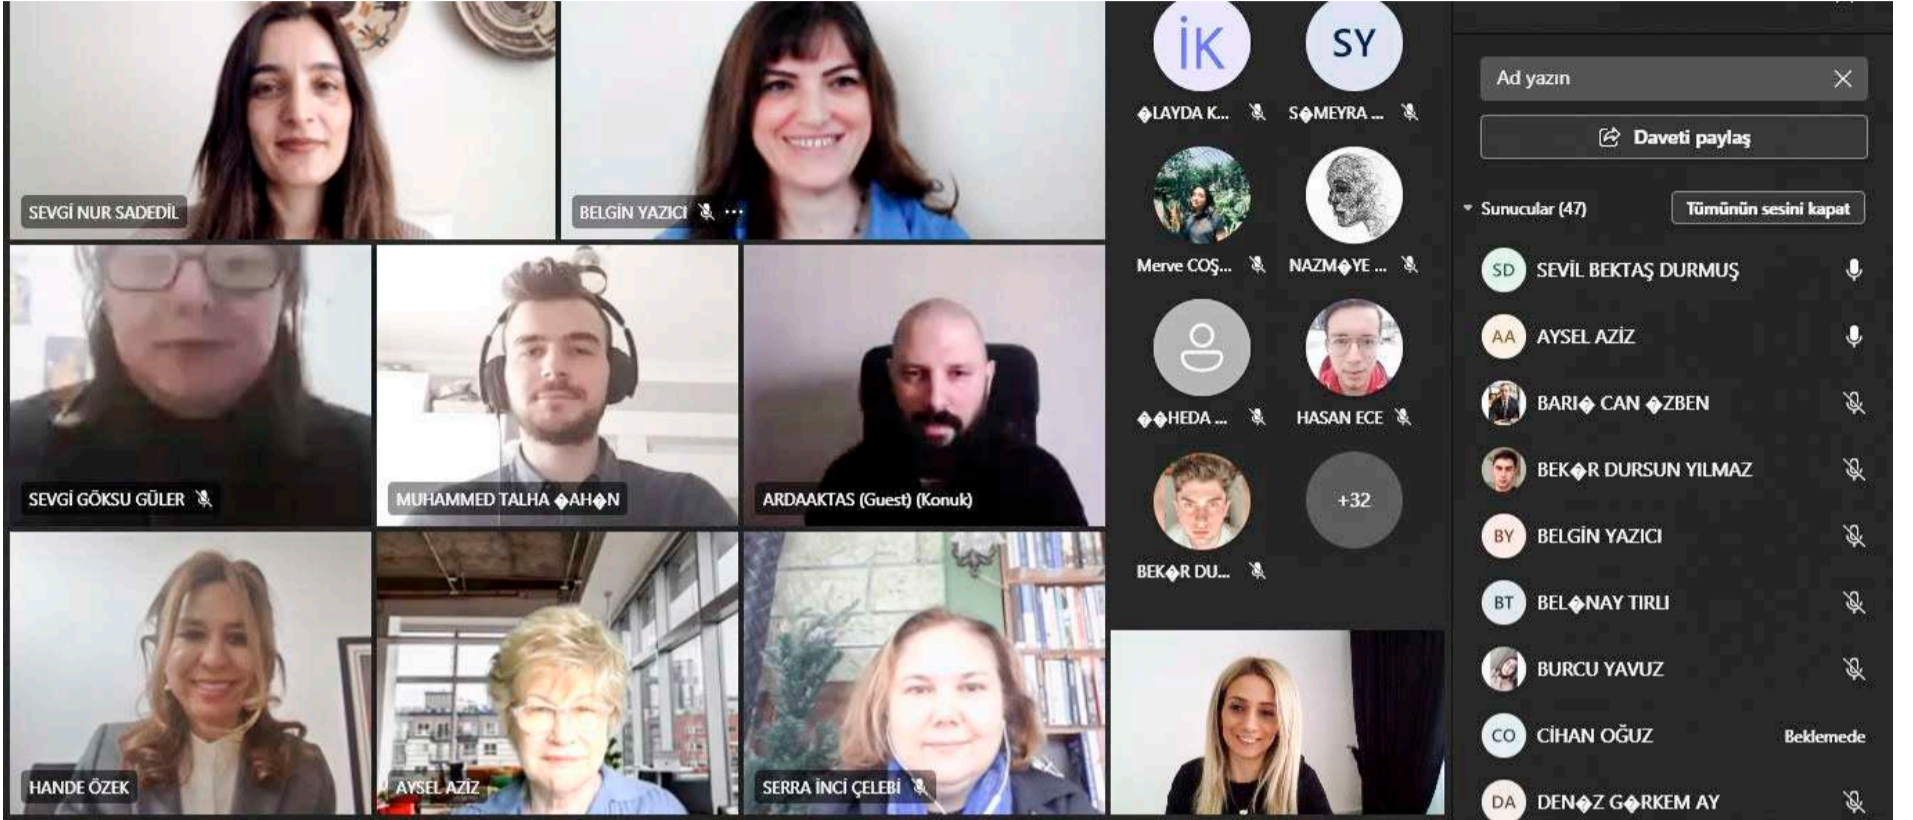 SEVGİ NUR SADEDİL
BELGİN YAZICI
SEVGİ GÖKSU GÜLER
MUHAMMED TALHA �AH�N
ARDAAKTAS (Guest) (Konuk)
HANDE ÖZEK
AYSEL AZİZ
SERRA İNCİ ÇELEBİ
İK
SY
�LAYDA K...
S�MEYRA ...
Merve COŞ...
NAZM�YE ...
��HEDA ...
HASAN ECE
BEK�R DU...
+32
Ad yazın
Daveti paylaş
Sunucular (47)
Tümünün sesini kapat
SD SEVİL BEKTAŞ DURMUŞ
AA AYSEL AZİZ
BARI� CAN �ZBEN
BEK�R DURSUN YILMAZ
BY BELGİN YAZICI
BT BEL�NAY TIRLI
BURCU YAVUZ
CO CİHAN OĞUZ Beklemede
DA DEN�Z G�RKEM AY